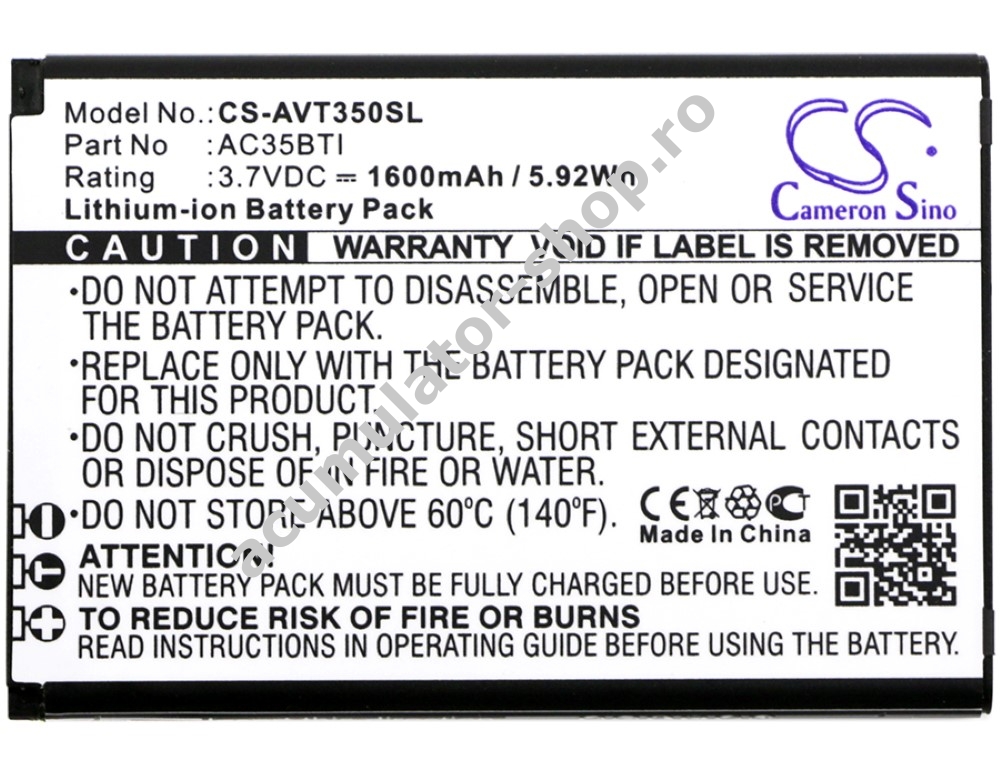 Model No.: CS-AVT350SL
Part No : AC35BTI
Rating : 3.7VDC ⎓ 1600mAh / 5.92Wh
Lithium-ion Battery Pack
CS
Cameron Sino
CAUTION WARRANTY VOID IF LABEL IS REMOVED
•DO NOT ATTEMPT TO DISASSEMBLE, OPEN OR SERVICE
THE BATTERY PACK.
•REPLACE ONLY WITH THE BATTERY PACK DESIGNATED
FOR THIS PRODUCT.
•DO NOT CRUSH, PUNCTURE, SHORT EXTERNAL CONTACTS
OR DISPOSE OF IN FIRE OR WATER.
•DO NOT STORE ABOVE 60ºC (140ºF).
CE PCT
Made In China
ATTENTION!
NEW BATTERY PACK MUST BE FULLY CHARGED BEFORE USE.
TO REDUCE RISK OF FIRE OR BURNS
READ INSTRUCTIONS IN OPERATING GUIDE BEFORE USING BATTERY.
acumulator-shop.ro